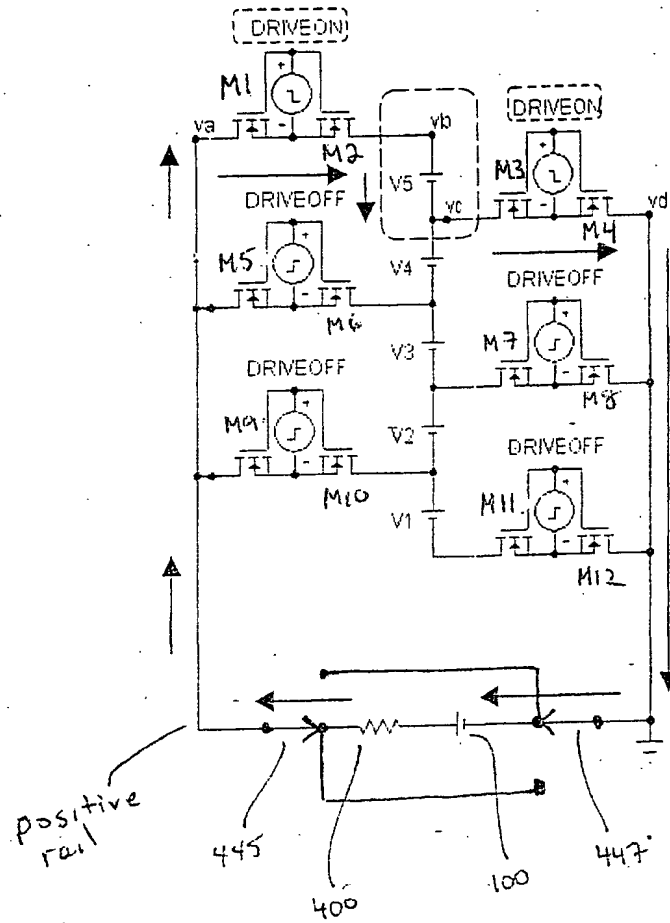 DRIVEON
M1
va
M2
vb
V5
vc
DRIVEON
M3
M4
vd
DRIVEOFF
M5
M6
V4
DRIVEOFF
M7
M8
V3
DRIVEOFF
M9
M10
V2
DRIVEOFF
M11
M12
V1
positive
rail
445
400
100
447